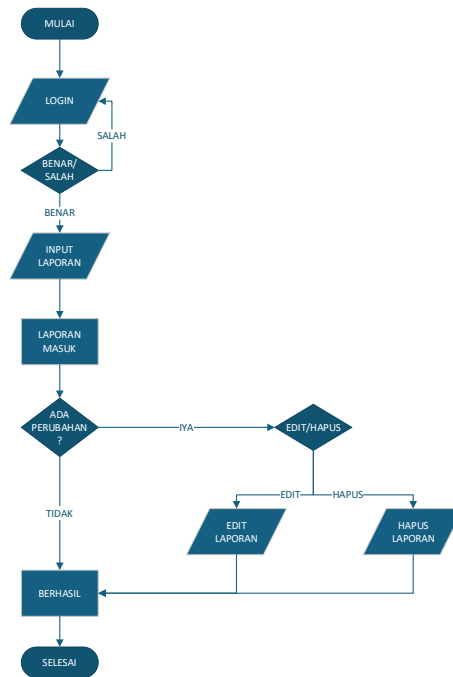 MULAI
LOGIN
SALAH
BENAR/
SALAH
BENAR
INPUT
LAPORAN
LAPORAN
MASUK
ADA
PERUBAHAN
?
IYA
EDIT/HAPUS
EDIT
HAPUS
TIDAK
EDIT
LAPORAN
HAPUS
LAPORAN
BERHASIL
SELESAI